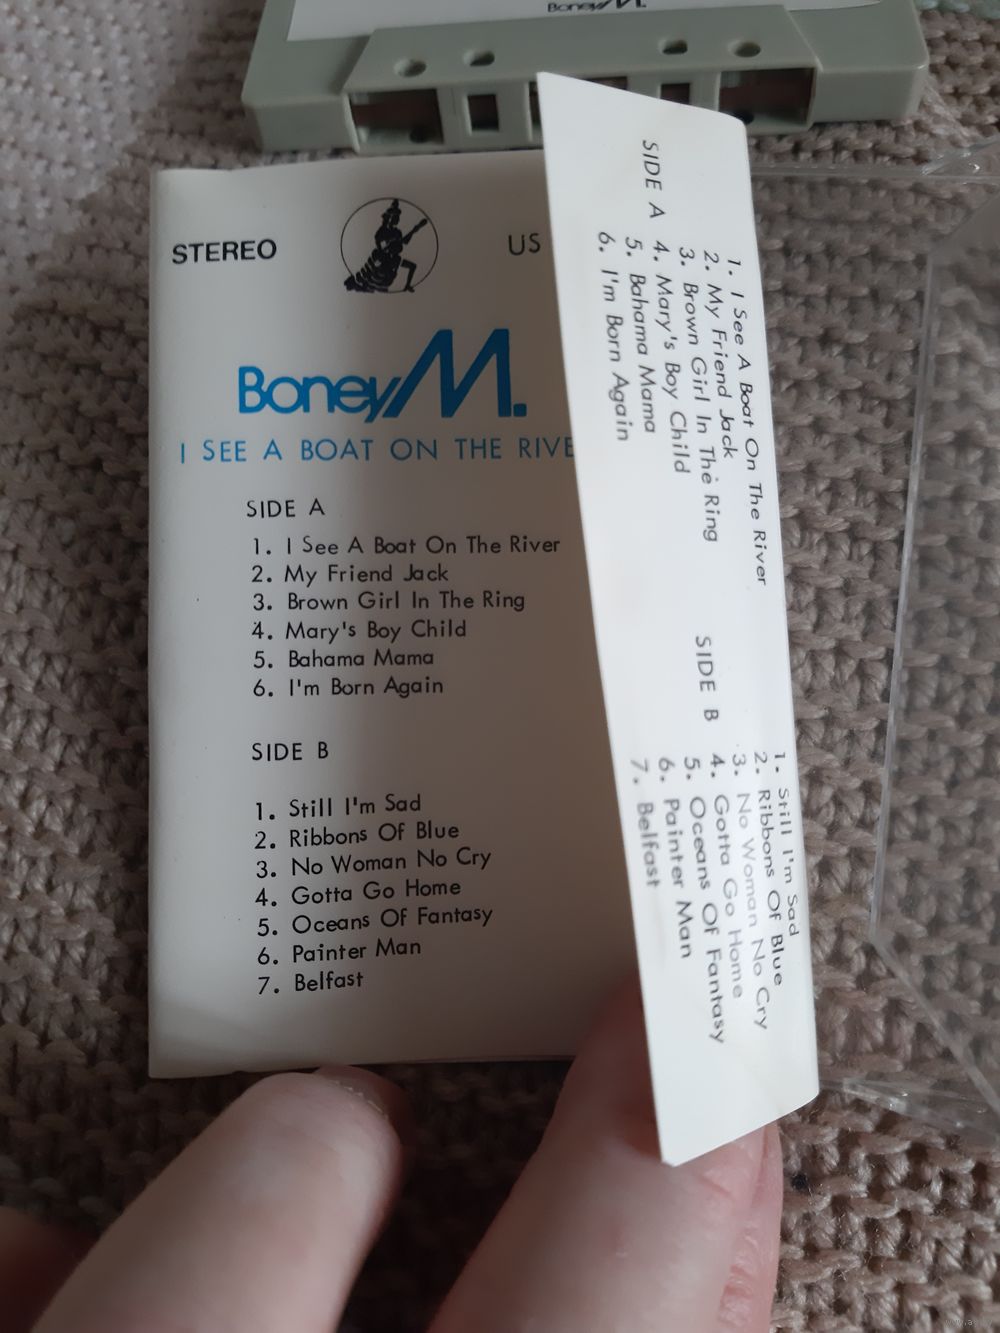 Boney M.
STEREO
US
Boney M.
I SEE A BOAT ON THE RIVE
SIDE A
1. I See A Boat On The River
2. My Friend Jack
3. Brown Girl In The Ring
4. Mary's Boy Child
5. Bahama Mama
6. I'm Born Again
SIDE B
1. Still I'm Sad
2. Ribbons Of Blue
3. No Woman No Cry
4. Gotta Go Home
5. Oceans Of Fantasy
6. Painter Man
7. Belfast
SIDE A
1. I See A Boat On The River
2. My Friend Jack
3. Brown Girl In The Ring
4. Mary's Boy Child
5. Bahama Mama
6. I'm Born Again
SIDE B
1. Still I'm Sad
2. Ribbons Of Blue
3. No Woman No Cry
4. Gotta Go Home
5. Oceans Of Fantasy
6. Painter Man
7. Belfast